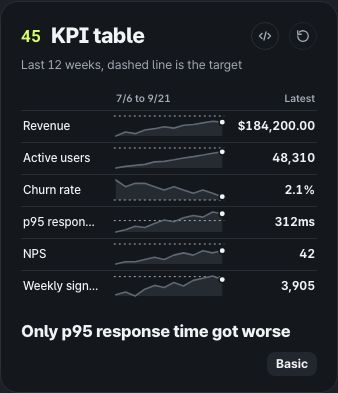 45 KPI table
Last 12 weeks, dashed line is the target
7/6 to 9/21 Latest
Revenue $184,200.00
Active users 48,310
Churn rate 2.1%
p95 respon... 312ms
NPS 42
Weekly sign... 3,905
Only p95 response time got worse
Basic